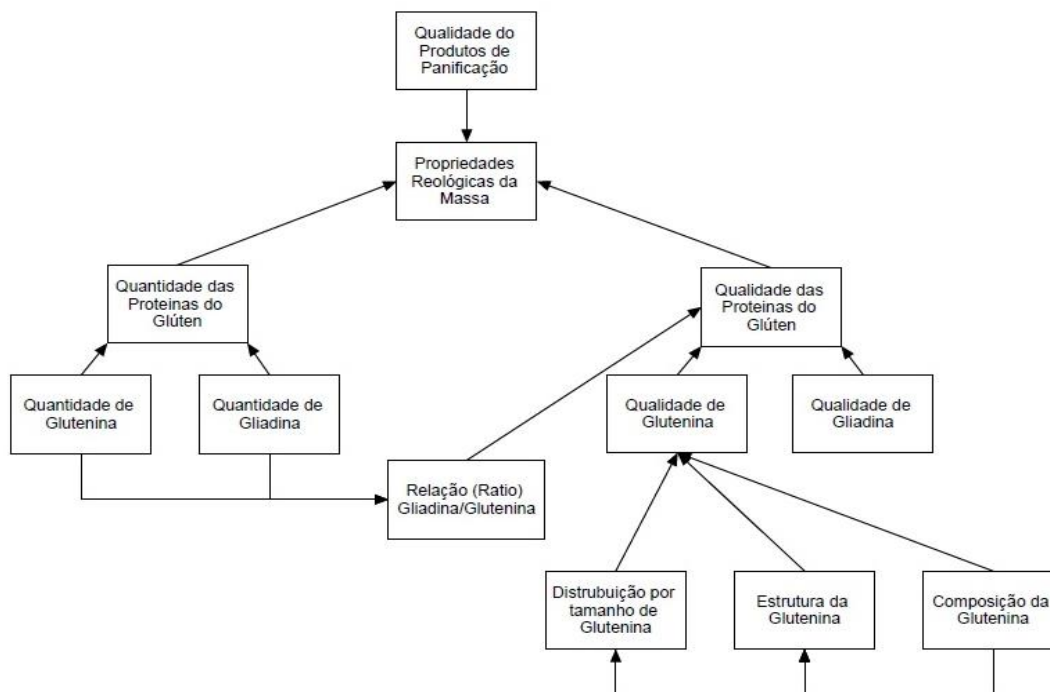 Qualidade do
Produtos de
Panificação
Propriedades
Reológicas da
Massa
Quantidade das
Proteinas do
Glúten
Qualidade das
Proteinas do
Glúten
Quantidade de
Glutenina
Quantidade de
Gliadina
Qualidade de
Glutenina
Qualidade de
Gliadina
Relação (Ratio)
Gliadina/Glutenina
Distrubuição por
tamanho de
Glutenina
Estrutura da
Glutenina
Composição da
Glutenina